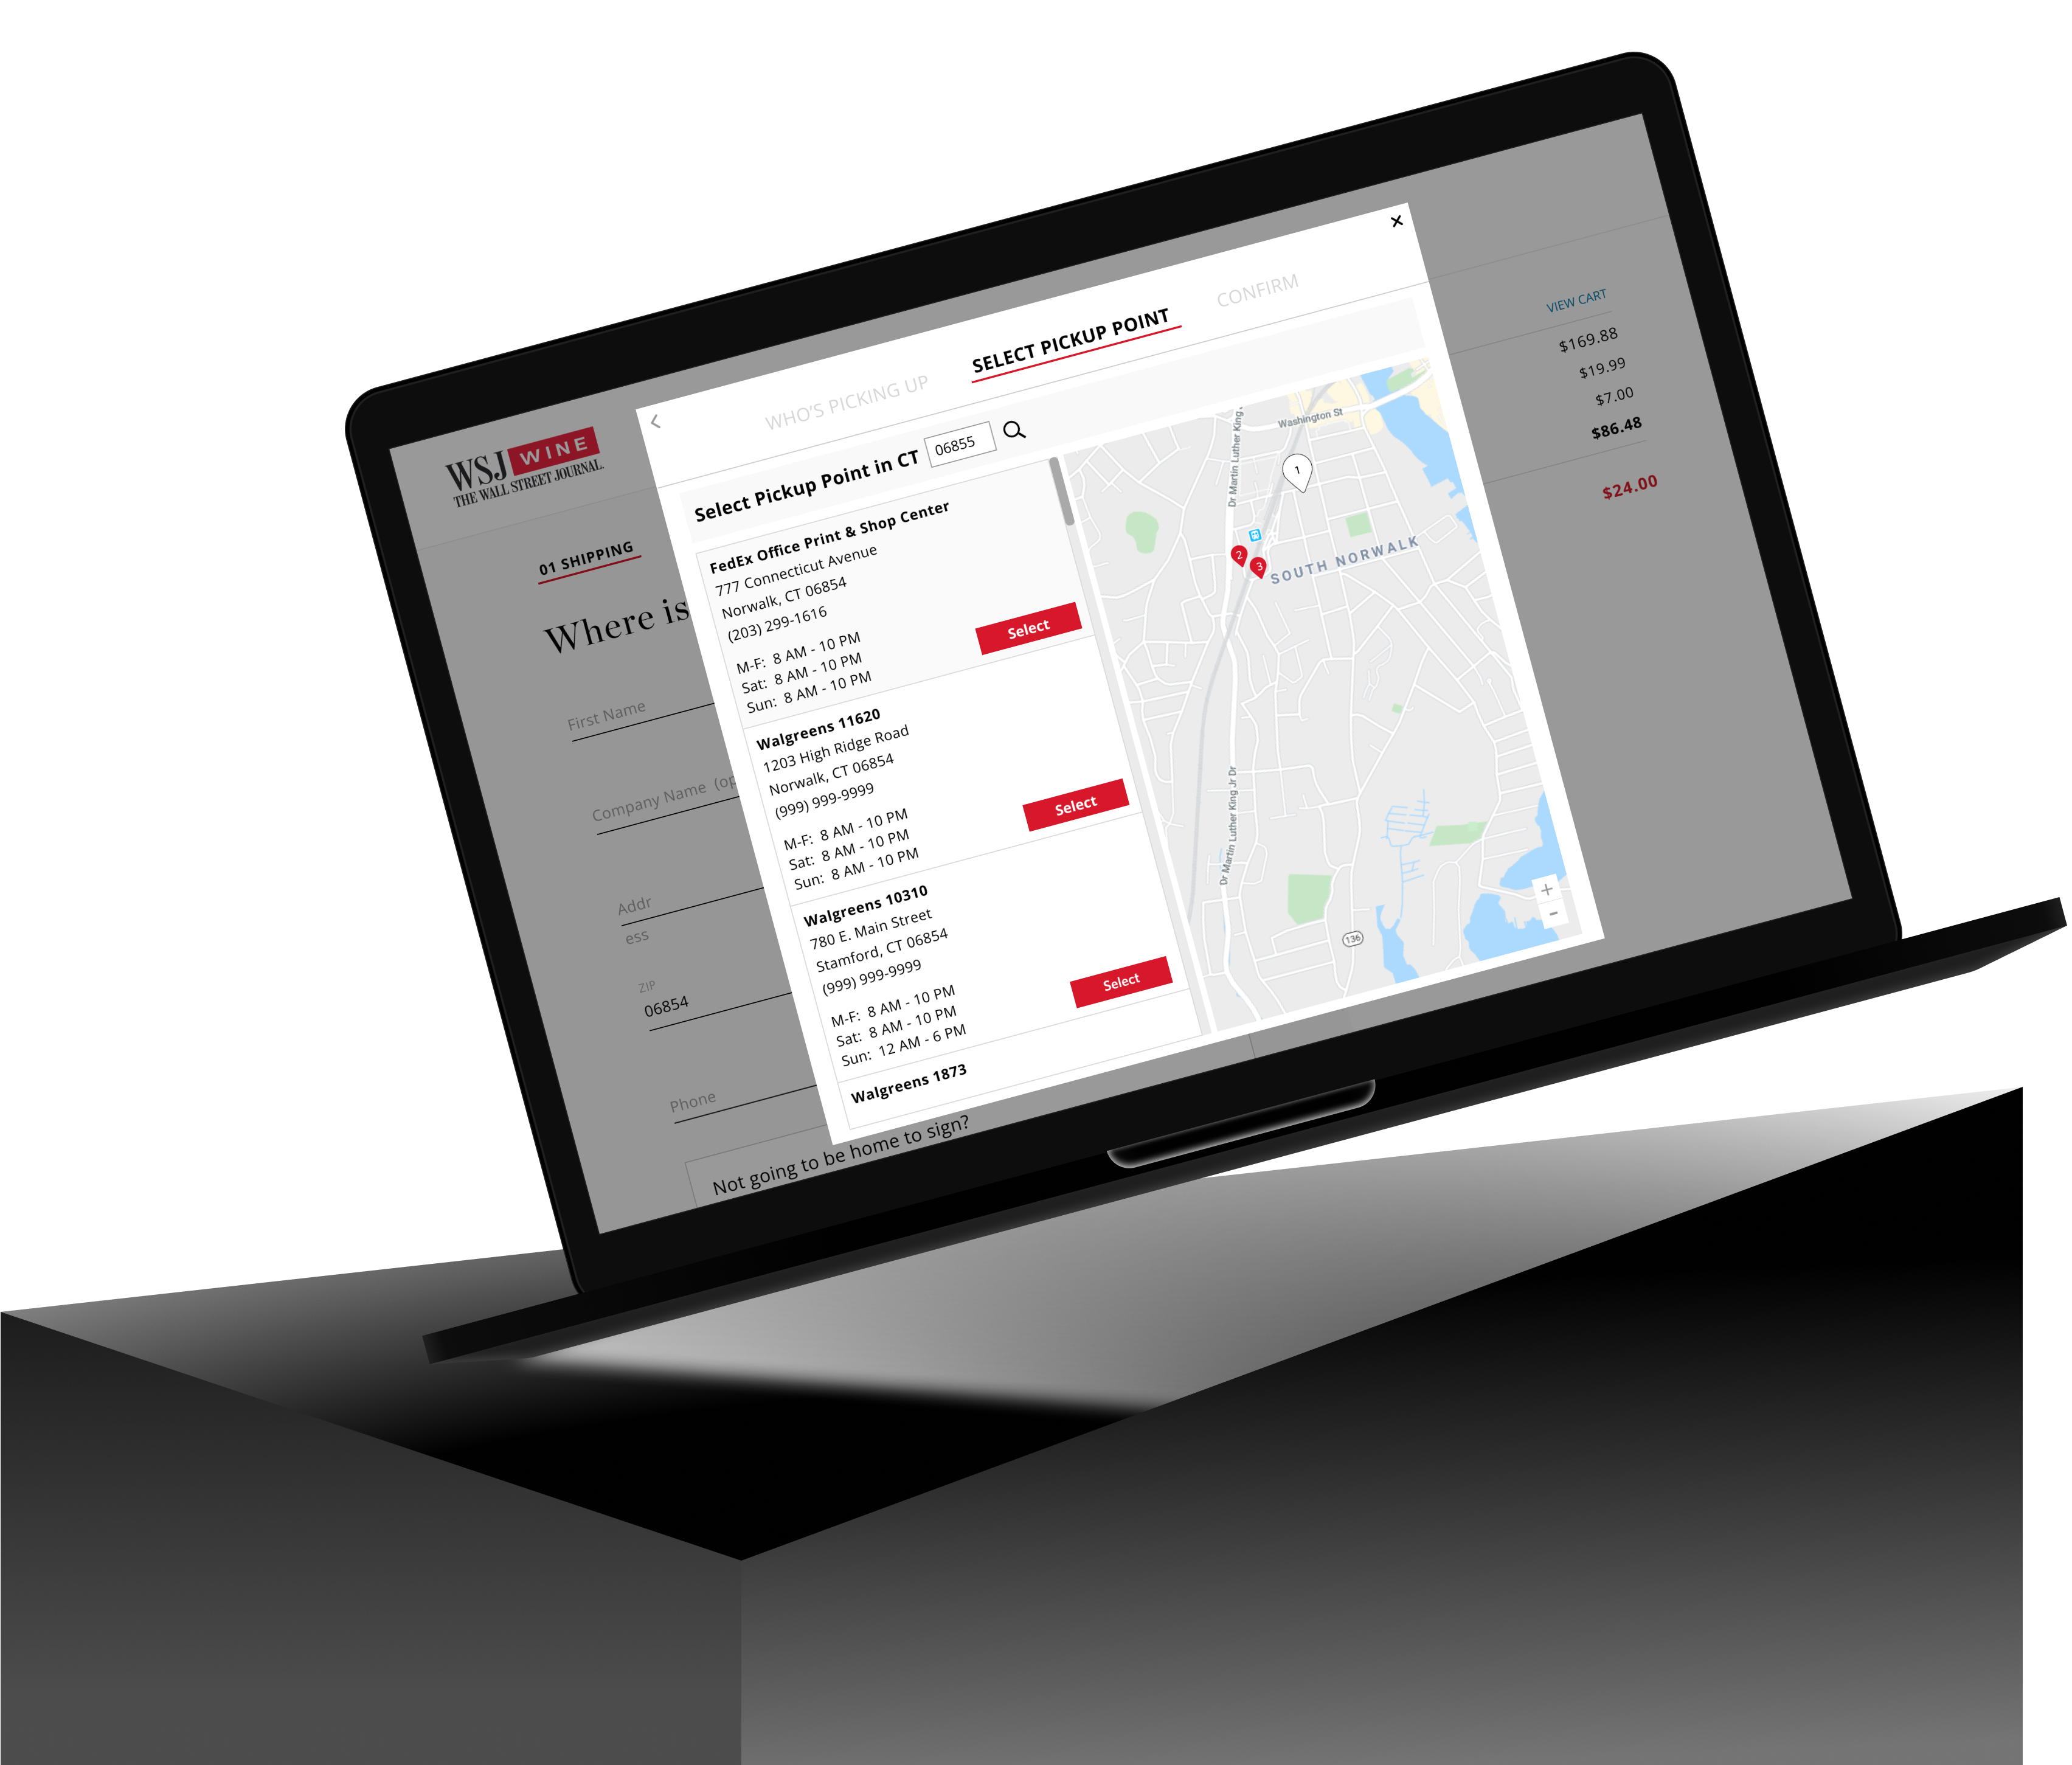 WSJ WINE
THE WALL STREET JOURNAL.
01 SHIPPING
Where is
First Name
Company Name (op
Addr
ess
ZIP
06854
Phone
Not going to be home to sign?
WHO'S PICKING UP
SELECT PICKUP POINT
CONFIRM
Select Pickup Point in CT
06855
FedEx Office Print & Shop Center
777 Connecticut Avenue
Norwalk, CT 06854
(203) 299-1616
M-F: 8 AM - 10 PM
Sat: 8 AM - 10 PM
Sun: 8 AM - 10 PM
Select
Walgreens 11620
1203 High Ridge Road
Norwalk, CT 06854
(999) 999-9999
M-F: 8 AM - 10 PM
Sat: 8 AM - 10 PM
Sun: 8 AM - 10 PM
Select
Walgreens 10310
780 E. Main Street
Stamford, CT 06854
(999) 999-9999
M-F: 8 AM - 10 PM
Sat: 8 AM - 10 PM
Sun: 12 AM - 6 PM
Select
Walgreens 1873
Washington St
Dr Martin Luther King J
1
2
3
SOUTH NORWALK
Dr Martin Luther King Jr Dr
136
+
-
VIEW CART
$169.88
$19.99
$7.00
$86.48
$24.00